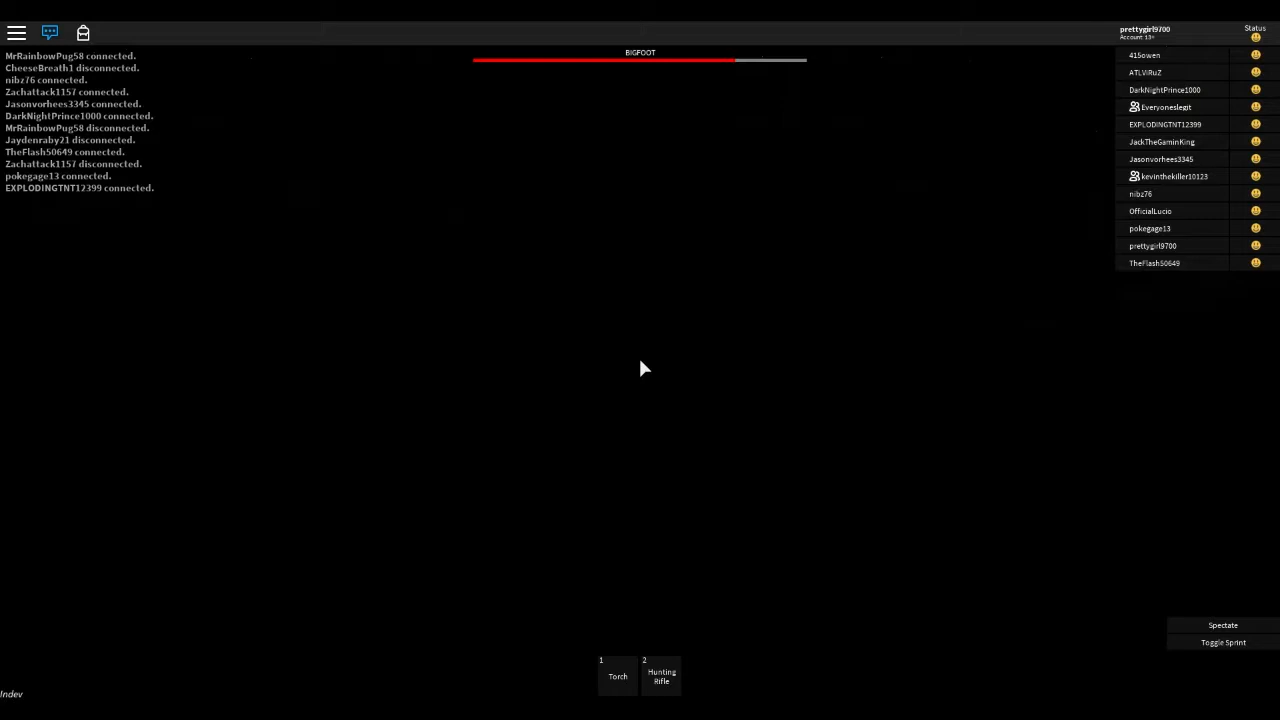 prettygirl9700
Account: 13+
Status
MrRainbowPug58 connected.
CheeseBreath1 disconnected.
nibz76 connected.
Zachattack1157 connected.
Jasonvorhees3345 connected.
DarkNightPrince1000 connected.
MrRainbowPug58 disconnected.
Jaydenraby21 disconnected.
TheFlash50649 connected.
Zachattack1157 disconnected.
pokegage13 connected.
EXPLODINGTNT12399 connected.
BIGFOOT
415owen
ATLViRuZ
DarkNightPrince1000
Everyoneslegit
EXPLODINGTNT12399
JackTheGaminKing
Jasonvorhees3345
kevinthekiller10123
nibz76
OfficialLucio
pokegage13
prettygirl9700
TheFlash50649
Spectate
Toggle Sprint
1
Torch
2
Hunting
Rifle
Indev